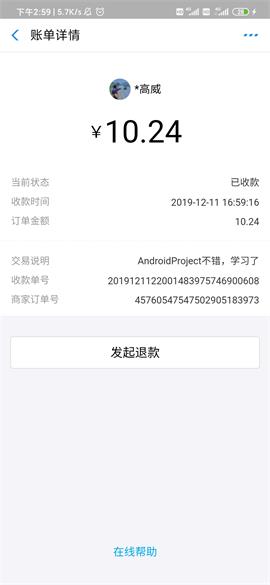 下午2:59 | 5.7K/s
账单详情
*高威
¥10.24
当前状态 已收款
收款时间 2019-12-11 16:59:16
订单金额 10.24
交易说明 AndroidProject不错，学习了
收款单号 2019121122001483975746900608
商家订单号 45760547547502905183973
发起退款
在线帮助